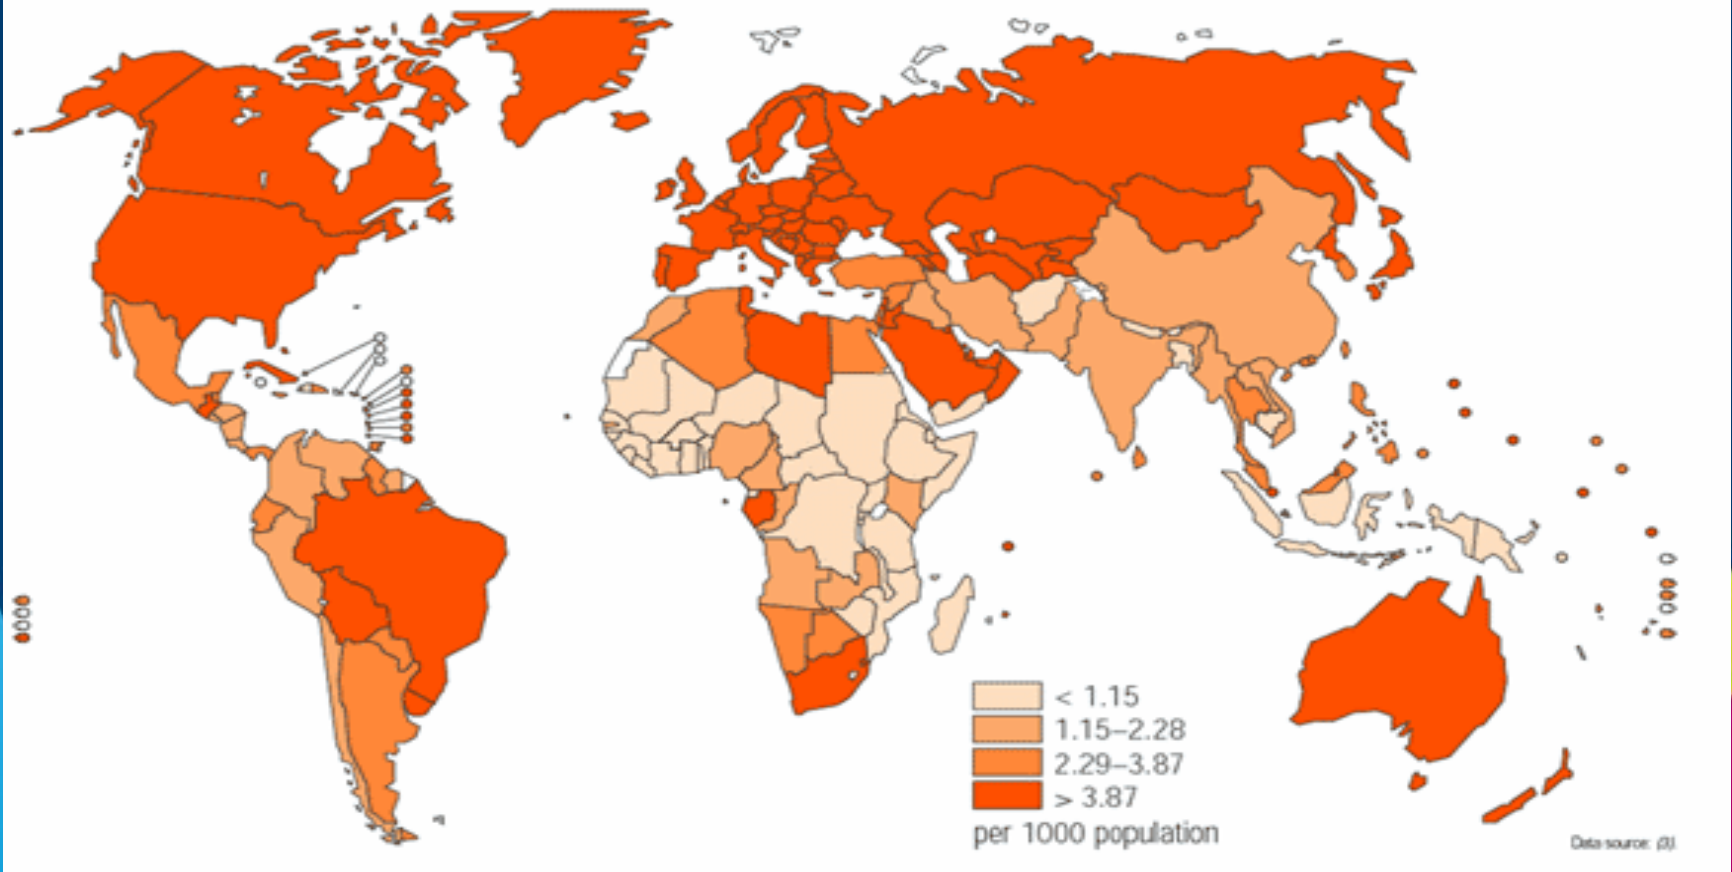 < 1.15
1.15–2.28
2.29–3.87
> 3.87
per 1000 population
Data source: (3).